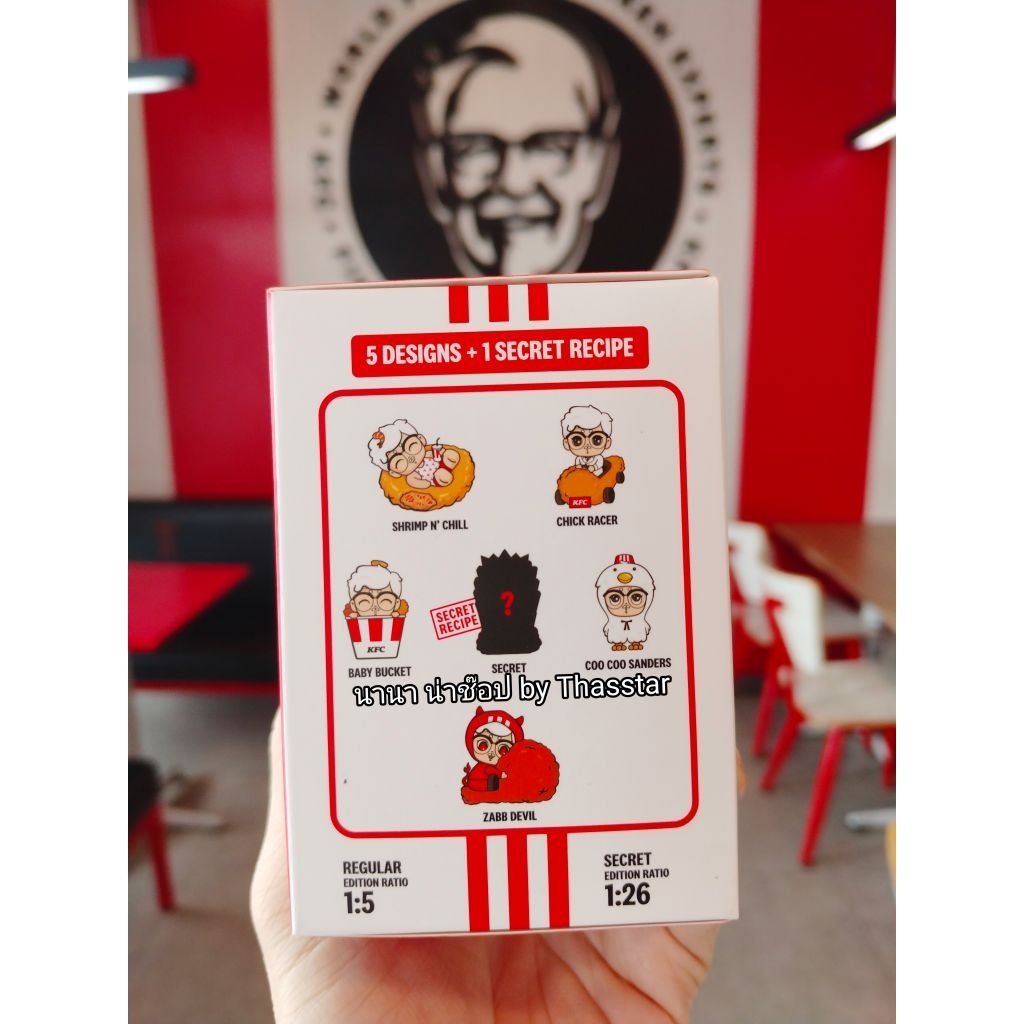 5 DESIGNS + 1 SECRET RECIPE
SHRIMP N' CHILL
KFC
CHICK RACER
KFC
BABY BUCKET
SECRET
RECIPE
?
SECRET
COO COO SANDERS
นานา น่าช๊อป by Thasstar
ZABB DEVIL
REGULAR
EDITION RATIO
1:5
SECRET
EDITION RATIO
1:26